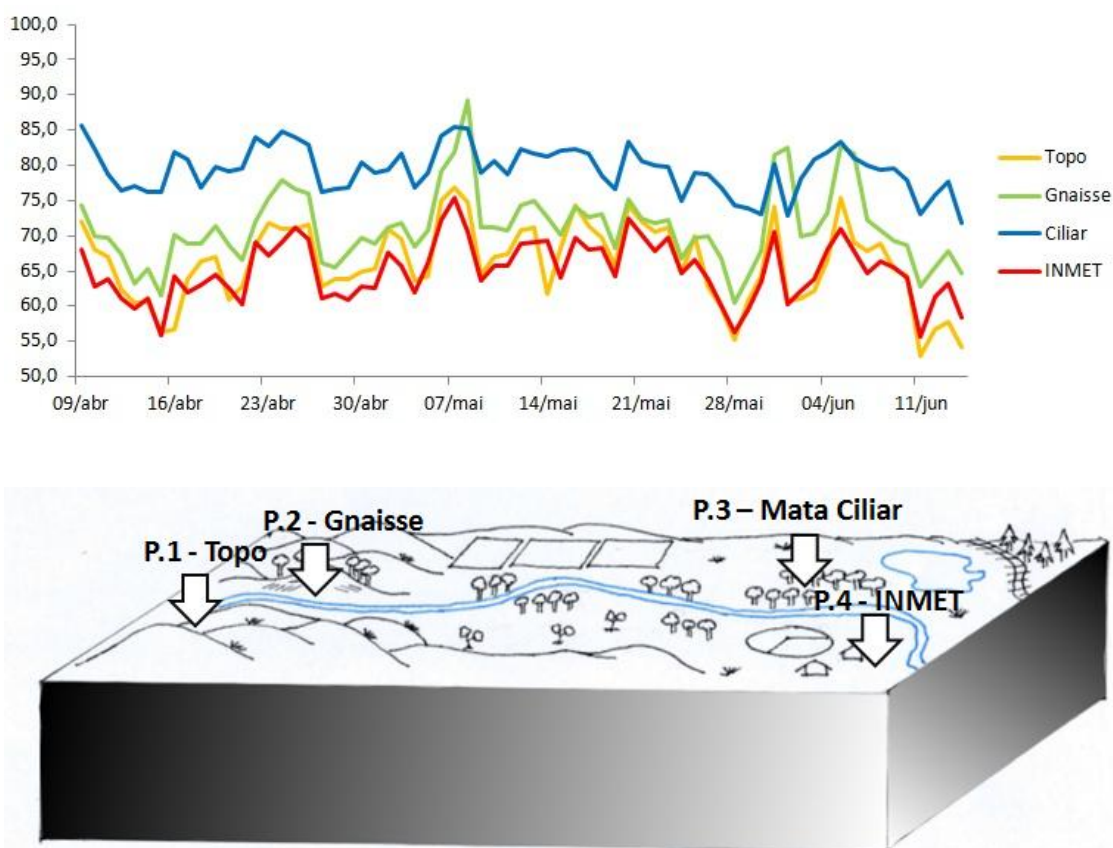 100,0
95,0
90,0
85,0
80,0
75,0
70,0
65,0
60,0
55,0
50,0
09/abr 16/abr 23/abr 30/abr 07/mai 14/mai 21/mai 28/mai 04/jun 11/jun
Topo
Gnaisse
Ciliar
INMET
P.2 - Gnaisse
P.3 – Mata Ciliar
P.1 - Topo
P.4 - INMET